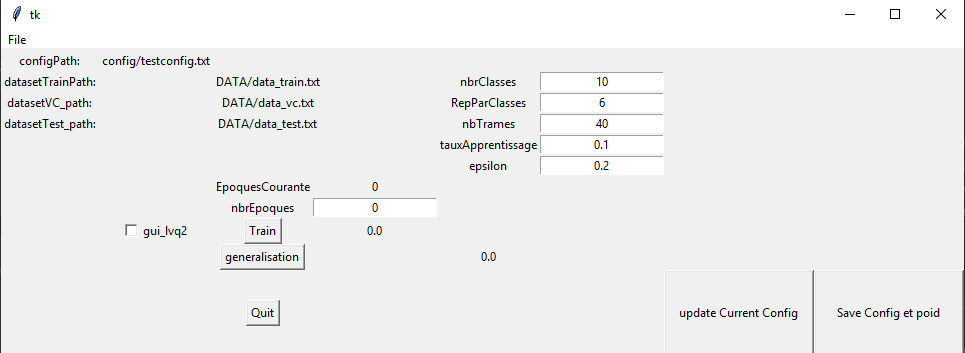 tk
File
configPath: config/testconfig.txt
datasetTrainPath: DATA/data_train.txt nbrClasses 10
datasetVC_path: DATA/data_vc.txt RepParClasses 6
datasetTest_path: DATA/data_test.txt nbTrames 40
tauxApprentissage 0.1
epsilon 0.2
EpoquesCourante 0
nbrEpoques 0
gui_lvq2 Train 0.0
generalisation 0.0
Quit update Current Config Save Config et poid